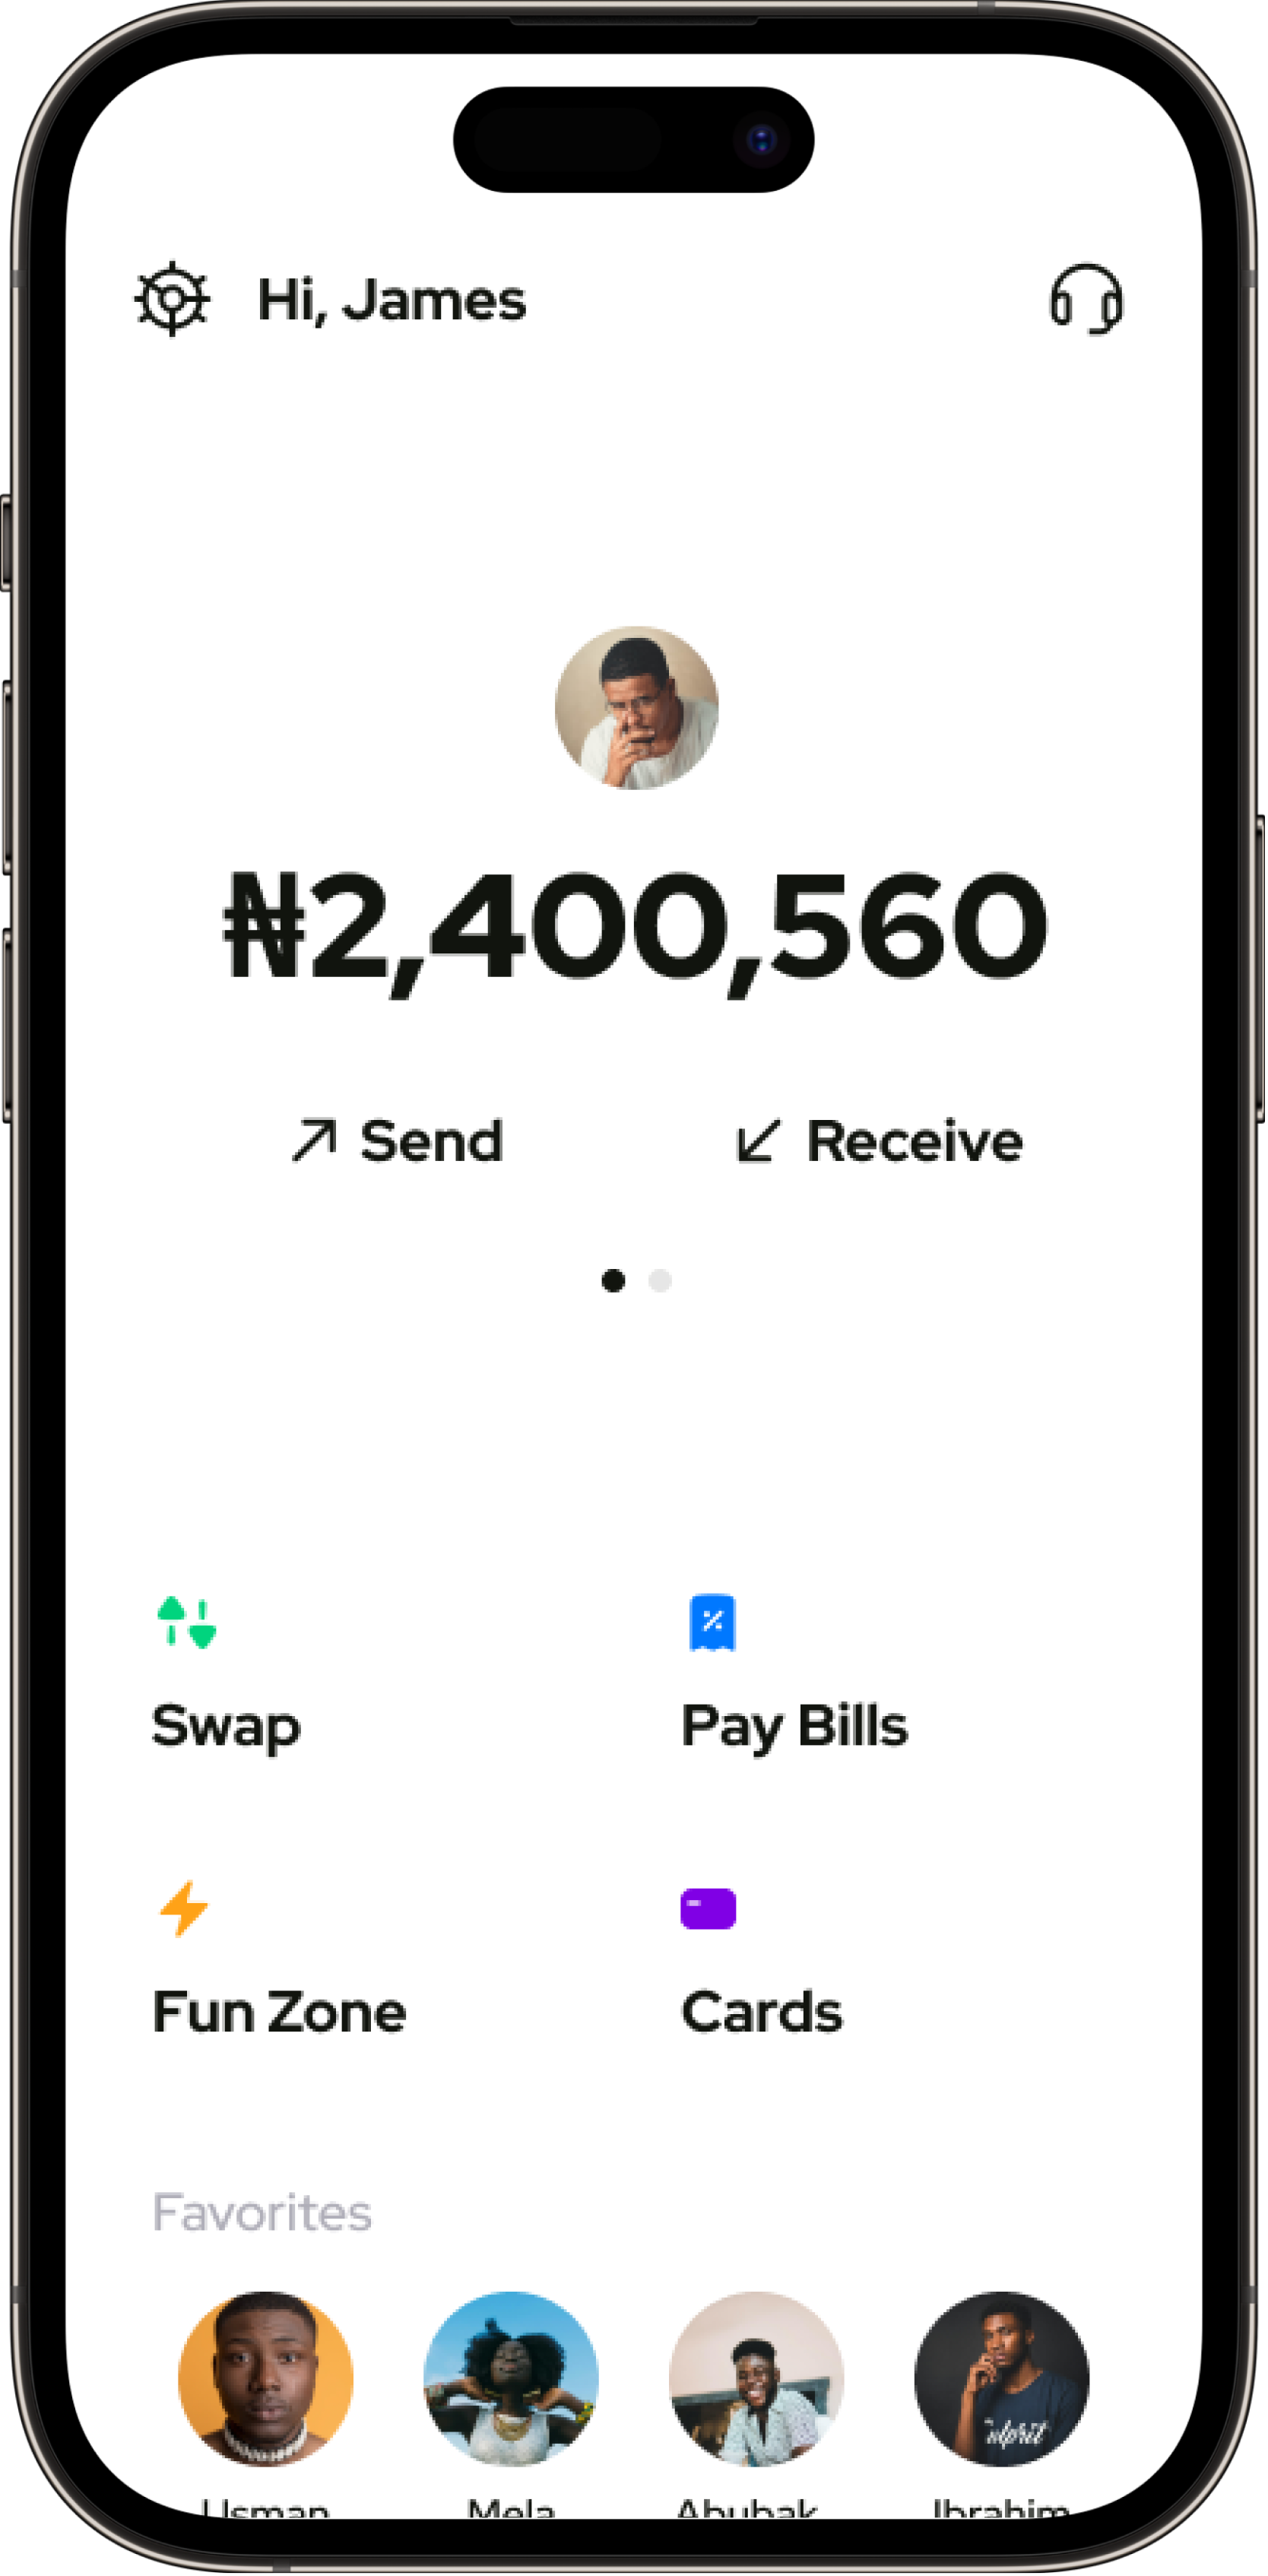 Hi, James
₦2,400,560
Send Receive
Swap Pay Bills
Fun Zone Cards
Favorites
Usman Mela Abubak Ibrahim